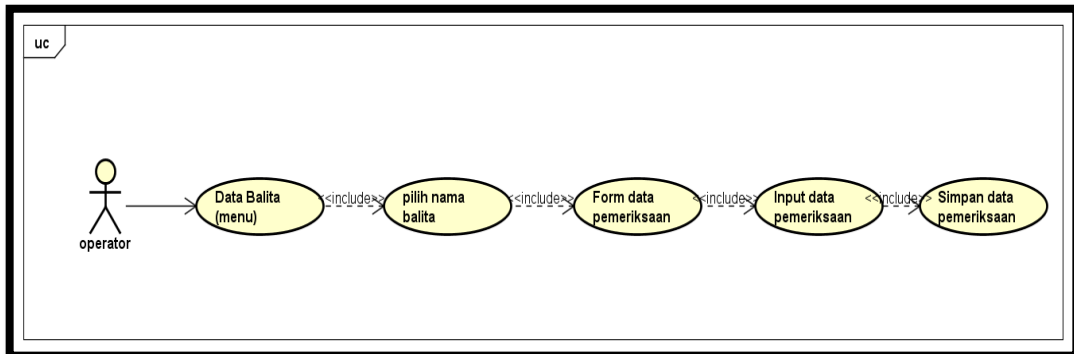 uc
operator
Data Balita
(menu)
<<include>>
pilih nama
balita
<<include>>
Form data
pemeriksaan
<<include>>
Input data
pemeriksaan
<<include>>
Simpan data
pemeriksaan